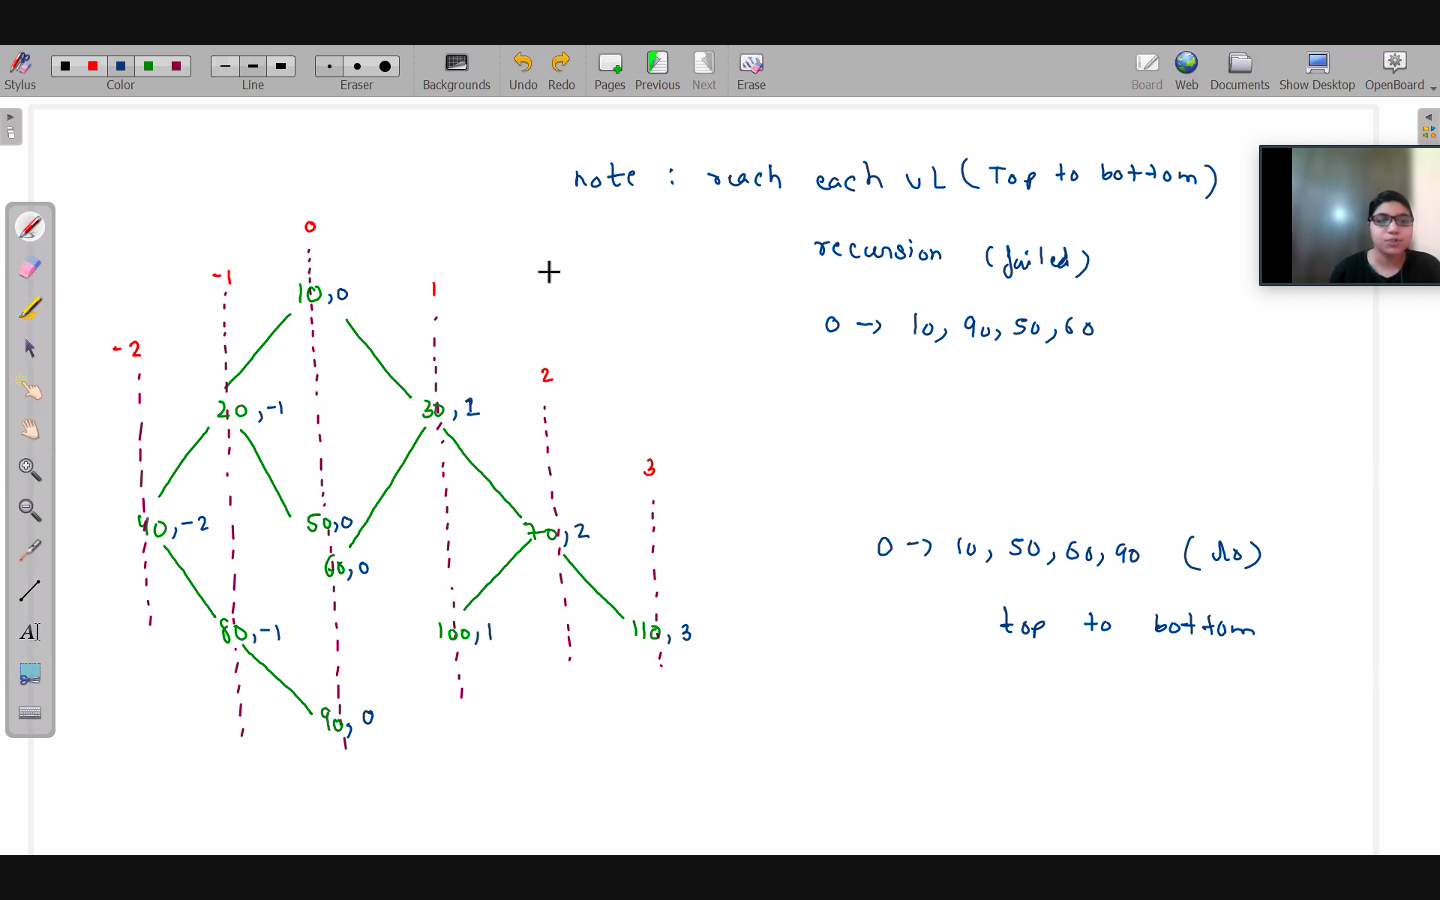 Stylus Color Line Eraser Backgrounds Undo Redo Pages Previous Next Erase Board Web Documents Show Desktop OpenBoard
note : reach each VL (Top to bottom)
recursion (failed)
0 -> 10, 90, 50, 60
0 -> 10, 50, 60, 90
top to bottom
0
-1
1
10,0
-2
2
20,-1
30,1
3
40,-2
50,0
70,2
60,0
80,-1
100,1
110,3
90,0